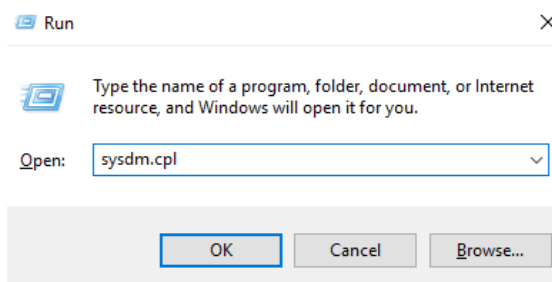 Run
Type the name of a program, folder, document, or Internet
resource, and Windows will open it for you.
Open: sysdm.cpl
OK Cancel Browse...